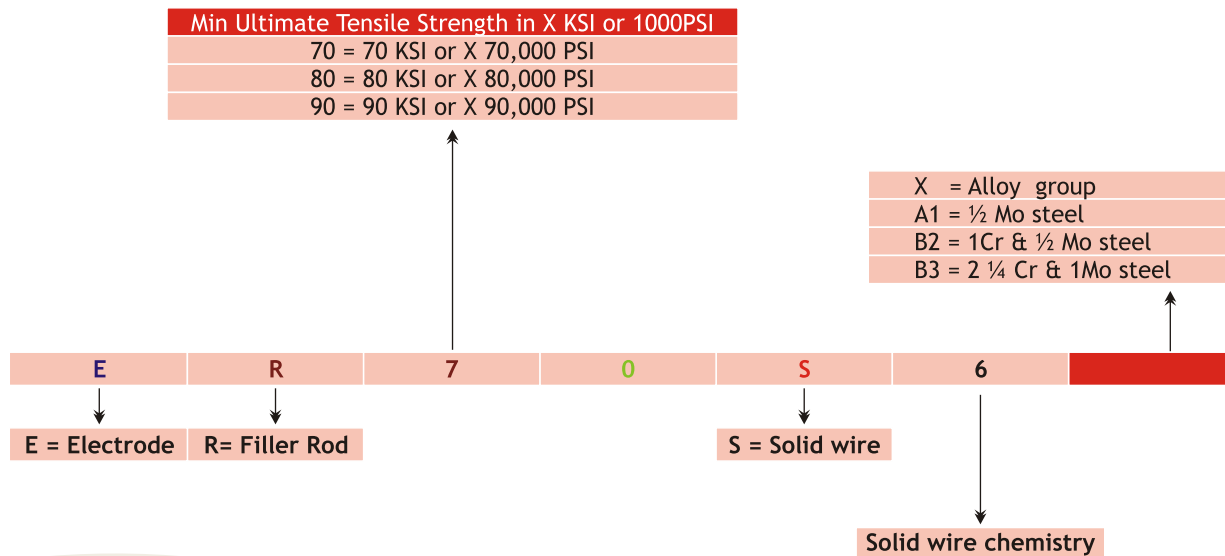 Min Ultimate Tensile Strength in X KSI or 1000PSI
70 = 70 KSI or X 70,000 PSI
80 = 80 KSI or X 80,000 PSI
90 = 90 KSI or X 90,000 PSI
X = Alloy group
A1 = ½ Mo steel
B2 = 1Cr & ½ Mo steel
B3 = 2 ¼ Cr & 1Mo steel
E R 7 0 S 6
E = Electrode R= Filler Rod S = Solid wire
Solid wire chemistry